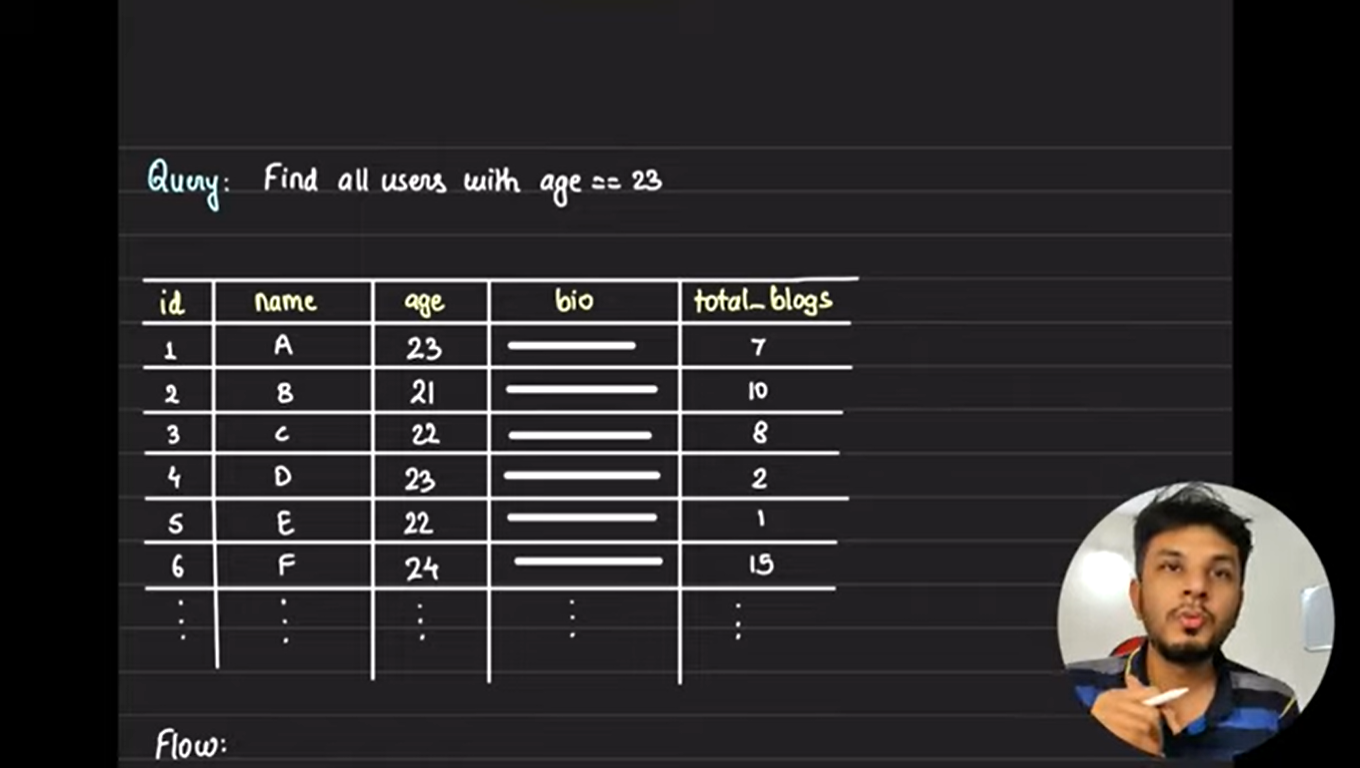 Query: Find all users with age == 23
id name age bio total_blogs
1 A 23 7
2 B 21 10
3 C 22 8
4 D 23 2
5 E 22 1
6 F 24 15
Flow: